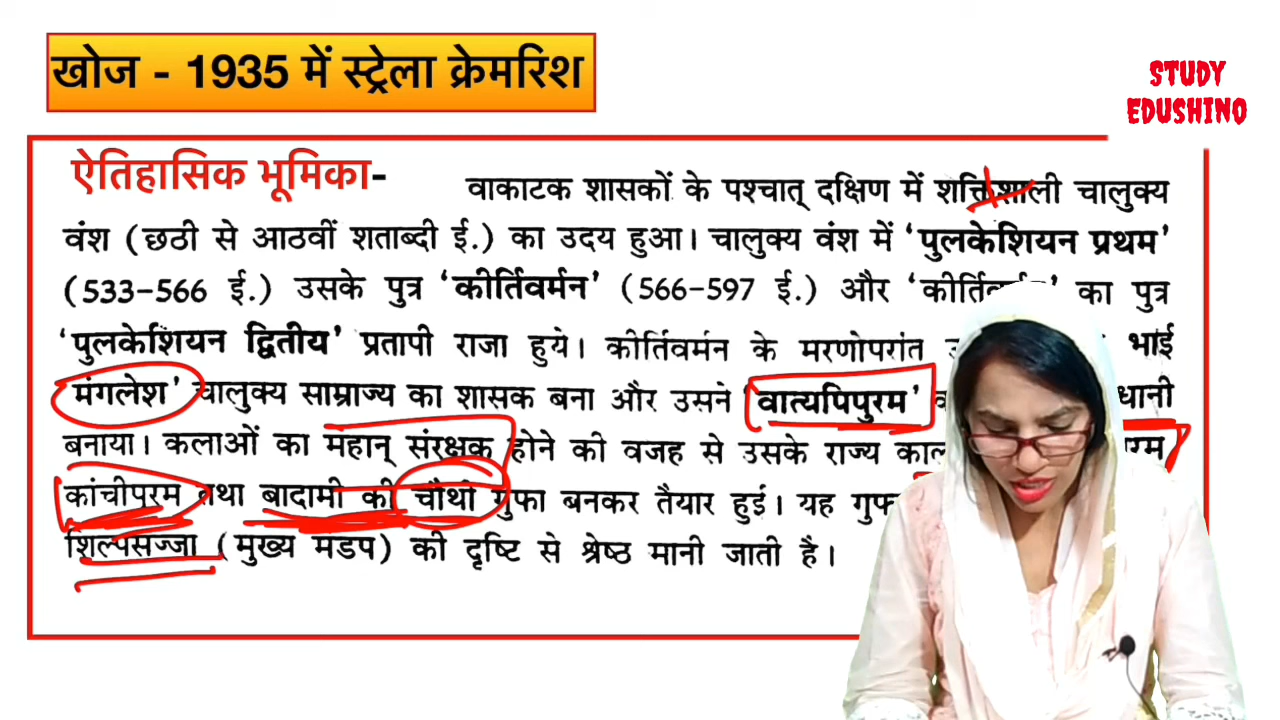 खोज - 1935 में स्ट्रेला क्रेमरिश
STUDY
EDUSHINO
ऐतिहासिक भूमिका-
वाकाटक शासकों के पश्चात् दक्षिण में शक्तिशाली चालुक्य
वंश (छठी से आठवीं शताब्दी ई.) का उदय हुआ। चालुक्य वंश में ‘पुलकेशियन प्रथम’
(533-566 ई.) उसके पुत्र ‘कीर्तिवर्मन’ (566-597 ई.) और ‘कीर्तिवर्मन’ का पुत्र
‘पुलकेशियन द्वितीय’ प्रतापी राजा हुये। कीर्तिवर्मन के मरणोपरांत भाई
मंगलेश’ चालुक्य साम्राज्य का शासक बना और उसने ‘वात्यपिपुरम’ धानी
बनाया। कलाओं का महान् संरक्षक होने की वजह से उसके राज्य काल रम,
कांचीपुरम तथा बादामी की चौथी गुफा बनकर तैयार हुई। यह गुफा
शिल्पसज्जा (मुख्य मडप) की दृष्टि से श्रेष्ठ मानी जाती है।